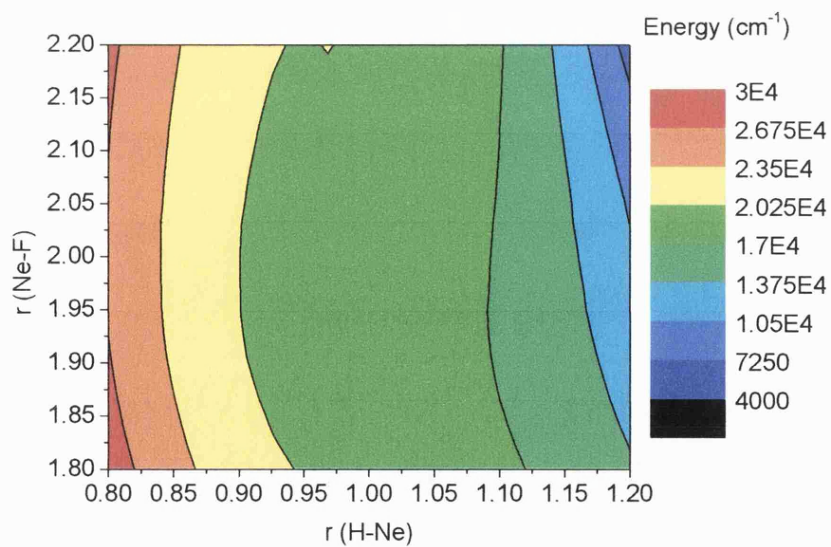 Energy (cm⁻¹)
2.20
2.15
2.10
2.05
2.00
1.95
1.90
1.85
1.80
r (Ne-F)
0.80 0.85 0.90 0.95 1.00 1.05 1.10 1.15 1.20
r (H-Ne)
3E4
2.675E4
2.35E4
2.025E4
1.7E4
1.375E4
1.05E4
7250
4000